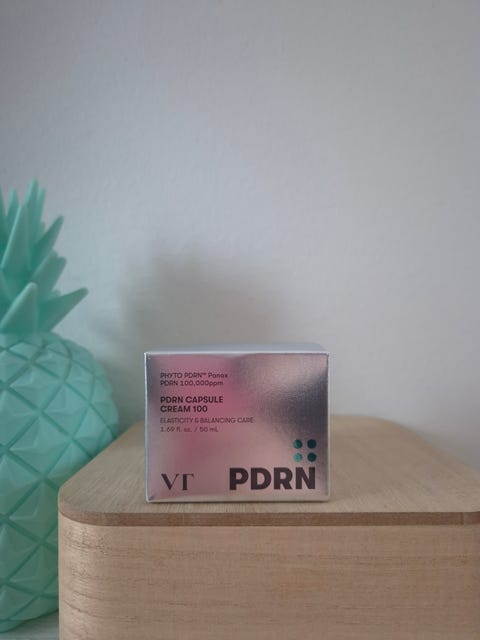 PHYTO PDRN™ Panax
PDRN 100,000ppm
PDRN CAPSULE
CREAM 100
ELASTICITY & BALANCING CARE
1.69 fl. oz. / 50 mL
VT PDRN